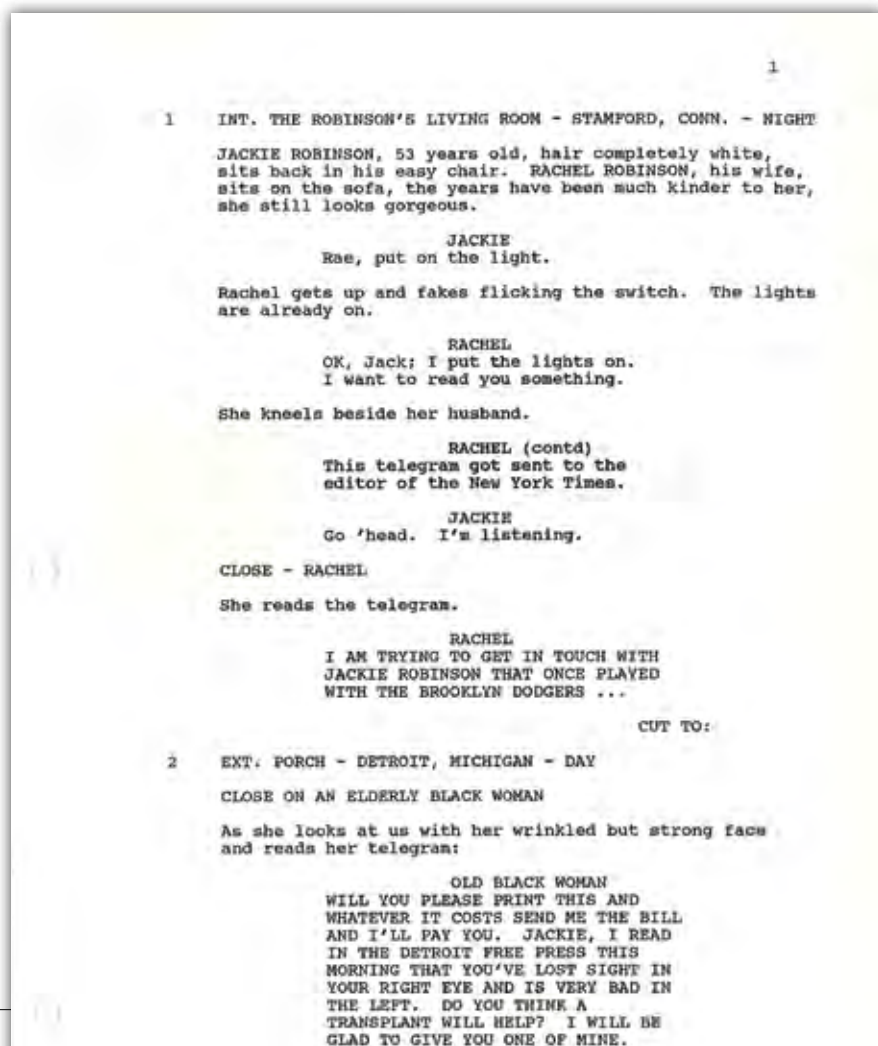 1
1 INT. THE ROBINSON'S LIVING ROOM - STAMFORD, CONN. - NIGHT
JACKIE ROBINSON, 53 years old, hair completely white,
sits back in his easy chair. RACHEL ROBINSON, his wife,
sits on the sofa, the years have been much kinder to her,
she still looks gorgeous.
JACKIE
Rae, put on the light.
Rachel gets up and fakes flicking the switch. The lights
are already on.
RACHEL
OK, Jack; I put the lights on.
I want to read you something.
She kneels beside her husband.
RACHEL (contd)
This telegram got sent to the
editor of the New York Times.
JACKIE
Go 'head. I'm listening.
CLOSE - RACHEL
She reads the telegram.
RACHEL
I AM TRYING TO GET IN TOUCH WITH
JACKIE ROBINSON THAT ONCE PLAYED
WITH THE BROOKLYN DODGERS ...
CUT TO:
2 EXT. PORCH - DETROIT, MICHIGAN - DAY
CLOSE ON AN ELDERLY BLACK WOMAN
As she looks at us with her wrinkled but strong face
and reads her telegram:
OLD BLACK WOMAN
WILL YOU PLEASE PRINT THIS AND
WHATEVER IT COSTS SEND ME THE BILL
AND I'LL PAY YOU. JACKIE, I READ
IN THE DETROIT FREE PRESS THIS
MORNING THAT YOU'VE LOST SIGHT IN
YOUR RIGHT EYE AND IS VERY BAD IN
THE LEFT. DO YOU THINK A
TRANSPLANT WILL HELP? I WILL BE
GLAD TO GIVE YOU ONE OF MINE.